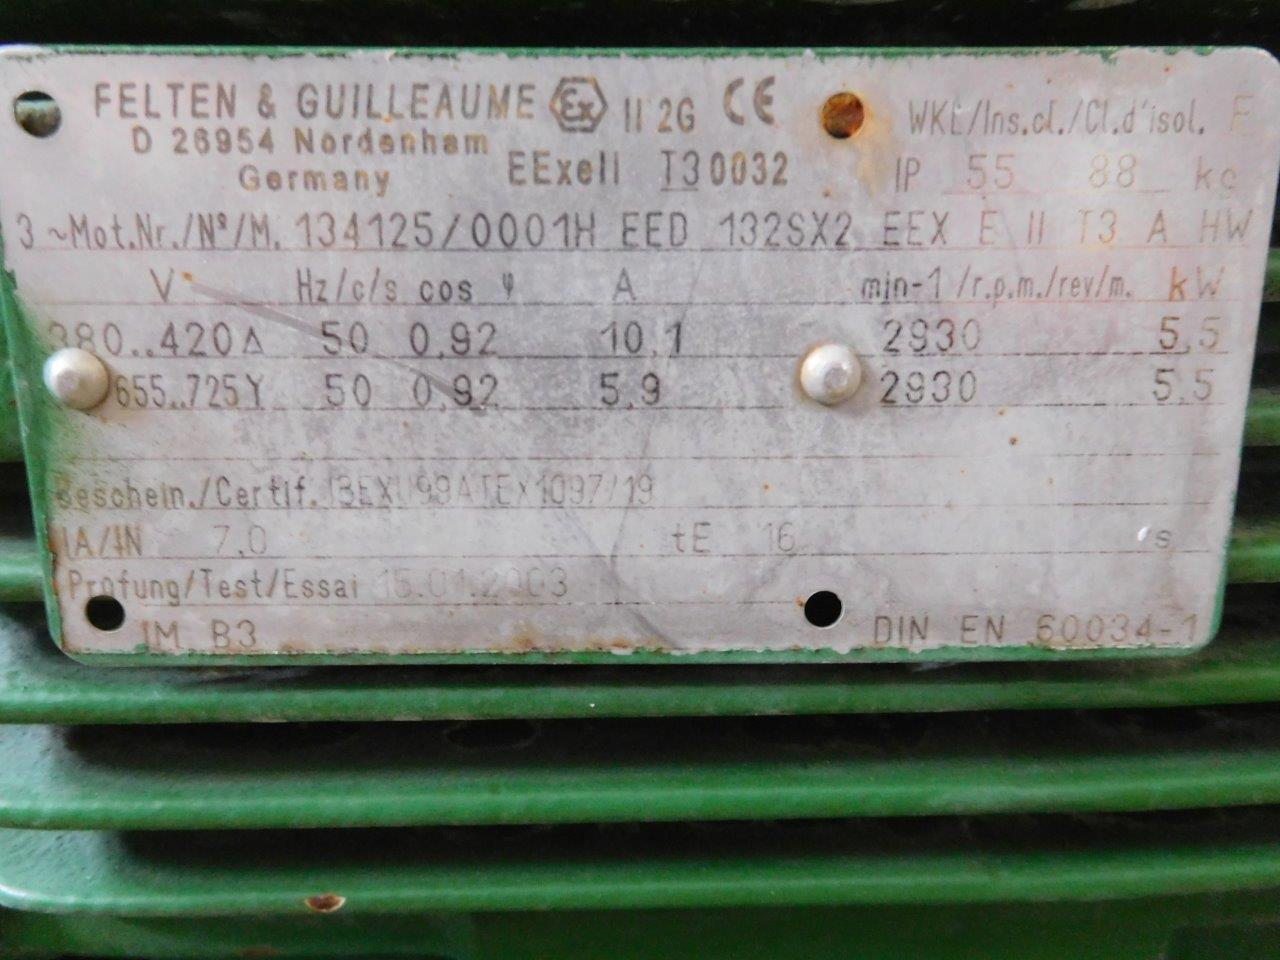 FELTEN & GUILLEAUME Ex II 2G CE WKL/Ins.cl./Cl.d'isol. F
D 26954 Nordenham
Germany EExeII T3 0032 IP 55 88 kg
3~Mot.Nr./Nº/M. 134125/0001H EED 132SX2 EEX E II T3 A HW
V Hz/c/s cos φ A min-1/r.p.m./rev/m. kW
380..420Δ 50 0,92 10,1 2930 5,5
655..725Y 50 0,92 5,9 2930 5,5
Beschein./Certif. 99ATEX1097/19
IA/IN 7,0 tE 16 s
Prüfung/Test/Essai 15.01.2003
IM B3 DIN EN 60034-1